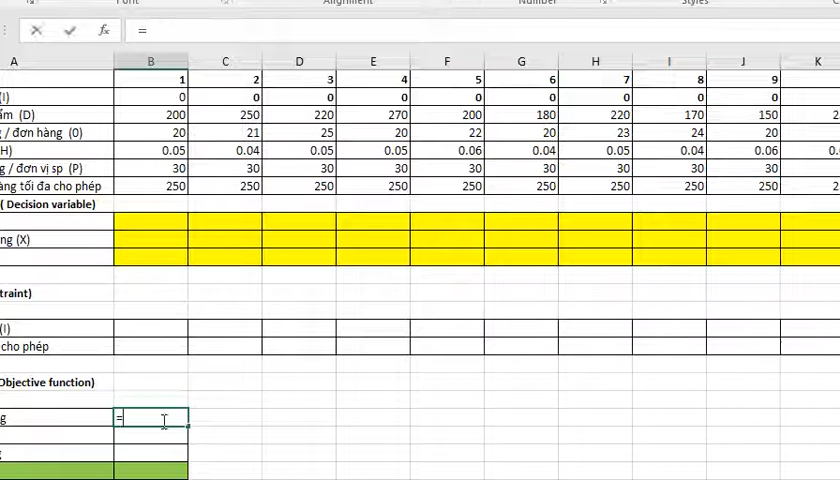 Font Alignment Number Styles
fx =
A B C D E F G H I J K
1 2 3 4 5 6 7 8 9
(I) 0 0 0 0 0 0 0 0 0
ẩm (D) 200 250 220 270 200 180 220 170 150
g / đơn hàng (0) 20 21 25 20 22 20 23 24 20
H) 0.05 0.04 0.05 0.05 0.06 0.04 0.05 0.04 0.06
g / đơn vị sp (P) 30 30 30 30 30 30 30 30 30
àng tối đa cho phép 250 250 250 250 250 250 250 250 250
( Decision variable)
ng (X)
traint)
(I)
cho phép
Objective function)
g =
g